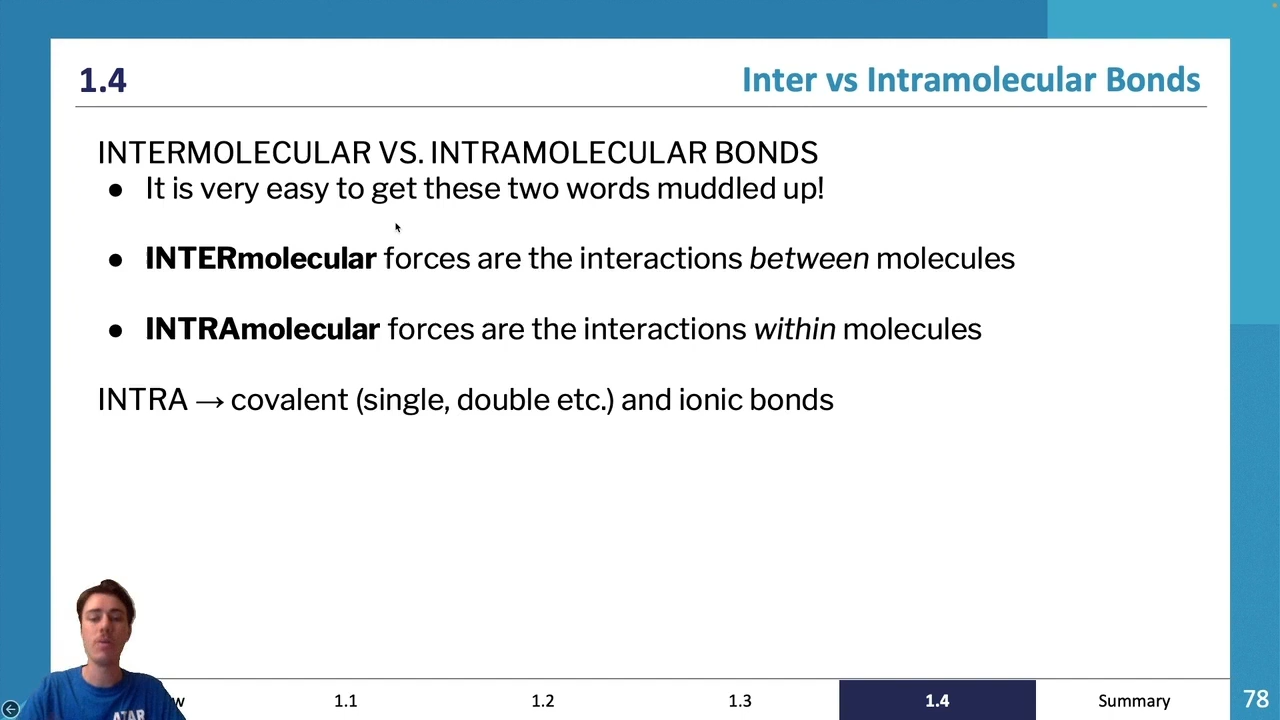 1.4
Inter vs Intramolecular Bonds
INTERMOLECULAR VS. INTRAMOLECULAR BONDS
● It is very easy to get these two words muddled up!
● INTERmolecular forces are the interactions between molecules
● INTRAmolecular forces are the interactions within molecules
INTRA → covalent (single, double etc.) and ionic bonds
w 1.1 1.2 1.3 1.4 Summary 78
ATAR